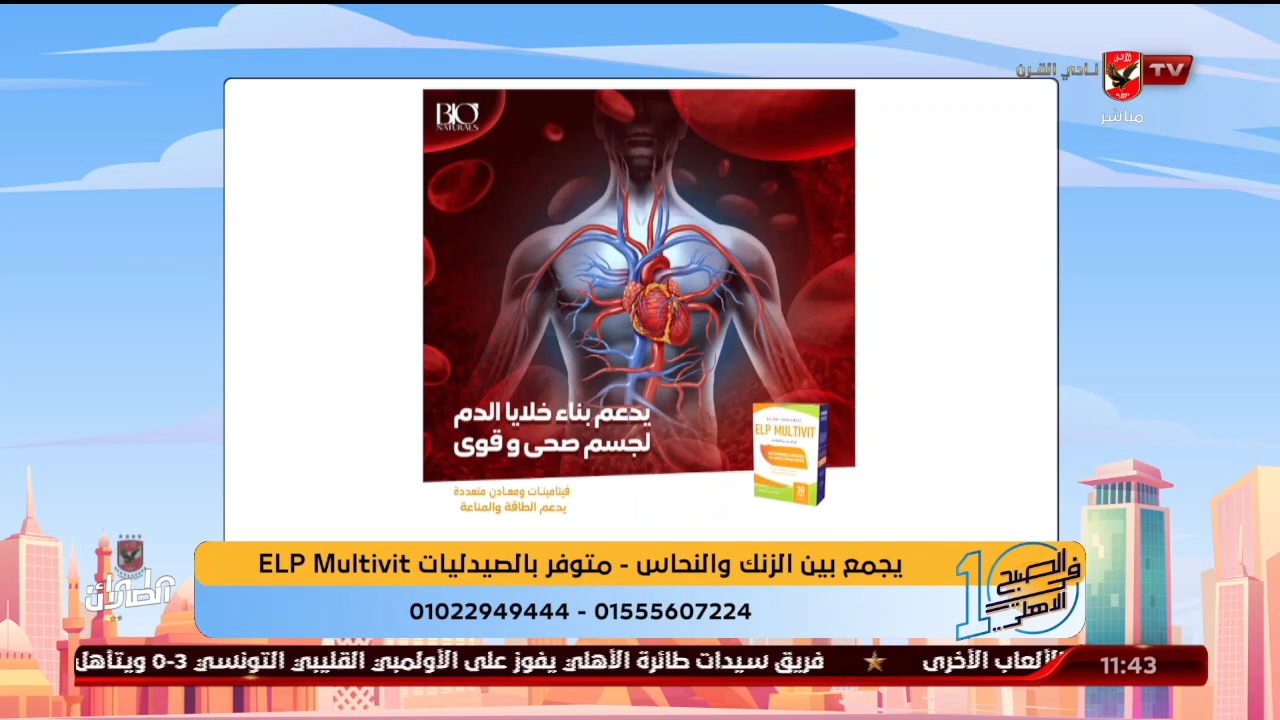 نادي القرن
TV
مباشر
BIO
NATURALS
يدعم بناء خلايا الدم
لجسم صحى و قوى
ELP MULTIVIT
30
فيتامينات ومعادن متعددة
يدعم الطاقة والمناعة
يجمع بين الزنك والنحاس - متوفر بالصيدليات ELP Multivit
01022949444 - 01555607224
10 الصبح
في
الأهلي..
الألعاب الأخرى ★ فريق سيدات طائرة الأهلي يفوز على الأولمبي القليبي التونسي 3-0 ويتأهل
11:43